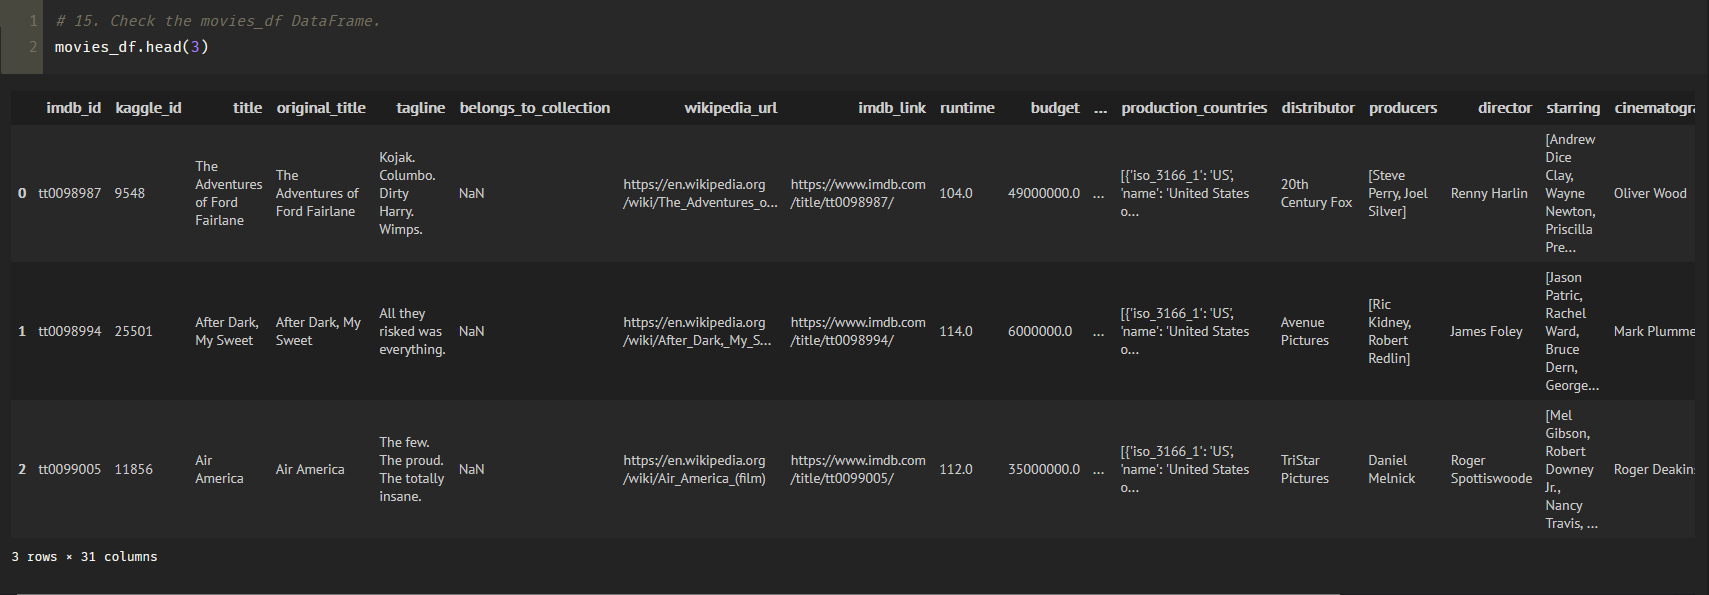 1 # 15. Check the movies_df DataFrame.
2 movies_df.head(3)
imdb_id kaggle_id title original_title tagline belongs_to_collection wikipedia_url imdb_link runtime budget ... production_countries distributor producers director starring cinematogra
0 tt0098987 9548
The
Adventures
of Ford
Fairlane
The
Adventures of
Ford Fairlane
Kojak.
Columbo.
Dirty
Harry.
Wimps.
NaN
https://en.wikipedia.org
/wiki/The_Adventures_o...
https://www.imdb.com
/title/tt0098987/
104.0 49000000.0 ...
[{'iso_3166_1': 'US',
'name': 'United States
o...
20th
Century Fox
[Steve
Perry, Joel
Silver]
Renny Harlin
[Andrew
Dice
Clay,
Wayne
Newton,
Priscilla
Pre...
Oliver Wood
1 tt0098994 25501
After Dark,
My Sweet
After Dark, My
Sweet
All they
risked was
everything.
NaN
https://en.wikipedia.org
/wiki/After_Dark,_My_S...
https://www.imdb.com
/title/tt0098994/
114.0 6000000.0 ...
[{'iso_3166_1': 'US',
'name': 'United States
o...
Avenue
Pictures
[Ric
Kidney,
Robert
Redlin]
James Foley
[Jason
Patric,
Rachel
Ward,
Bruce
Dern,
George...
Mark Plumme
2 tt0099005 11856
Air
America
Air America
The few.
The proud.
The totally
insane.
NaN
https://en.wikipedia.org
/wiki/Air_America_(film)
https://www.imdb.com
/title/tt0099005/
112.0 35000000.0 ...
[{'iso_3166_1': 'US',
'name': 'United States
o...
TriStar
Pictures
Daniel
Melnick
Roger
Spottiswoode
[Mel
Gibson,
Robert
Downey
Jr.,
Nancy
Travis, ...
Roger Deakin
3 rows × 31 columns